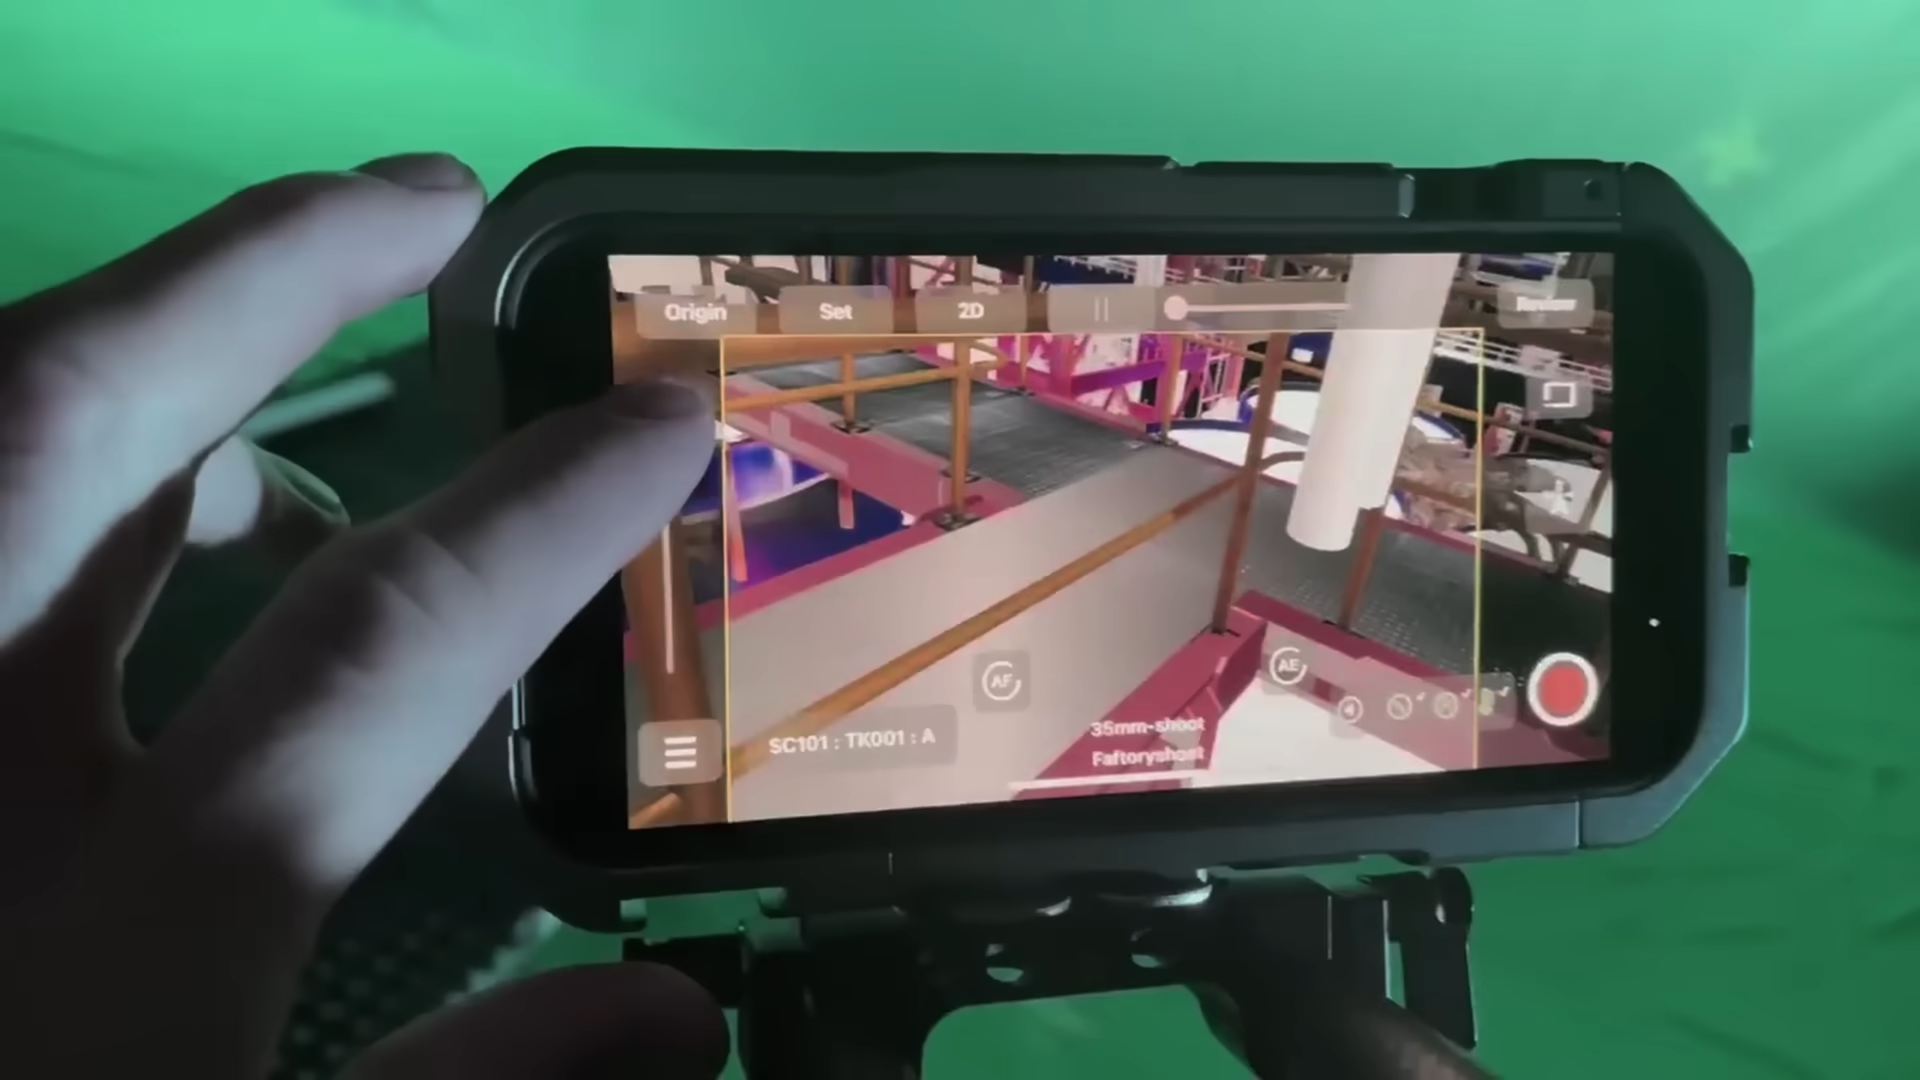 Origin
Set
2D
Review
AF
AE
SC101 : TK001 : A
35mm-shoot
Faftoryshoot